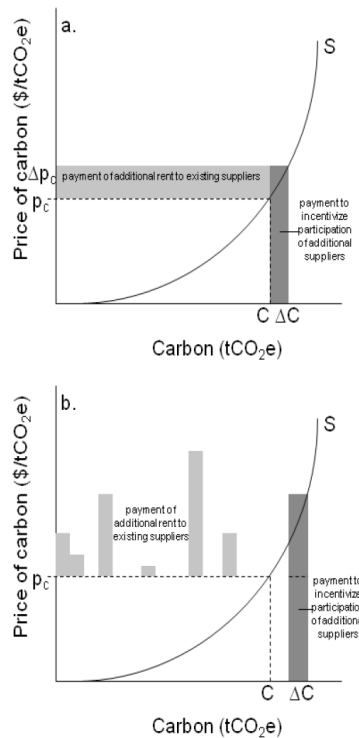 a.
S
Price of carbon ($/tCO₂e)
Δp꜀ payment of additional rent to existing suppliers
p꜀
payment to
incentivize
participation
of additional
suppliers
C ΔC
Carbon (tCO₂e)
b.
S
Price of carbon ($/tCO₂e)
payment of
additional rent to
existing suppliers
p꜀
payment to
incentivize
participation
of additional
suppliers
C ΔC
Carbon (tCO₂e)